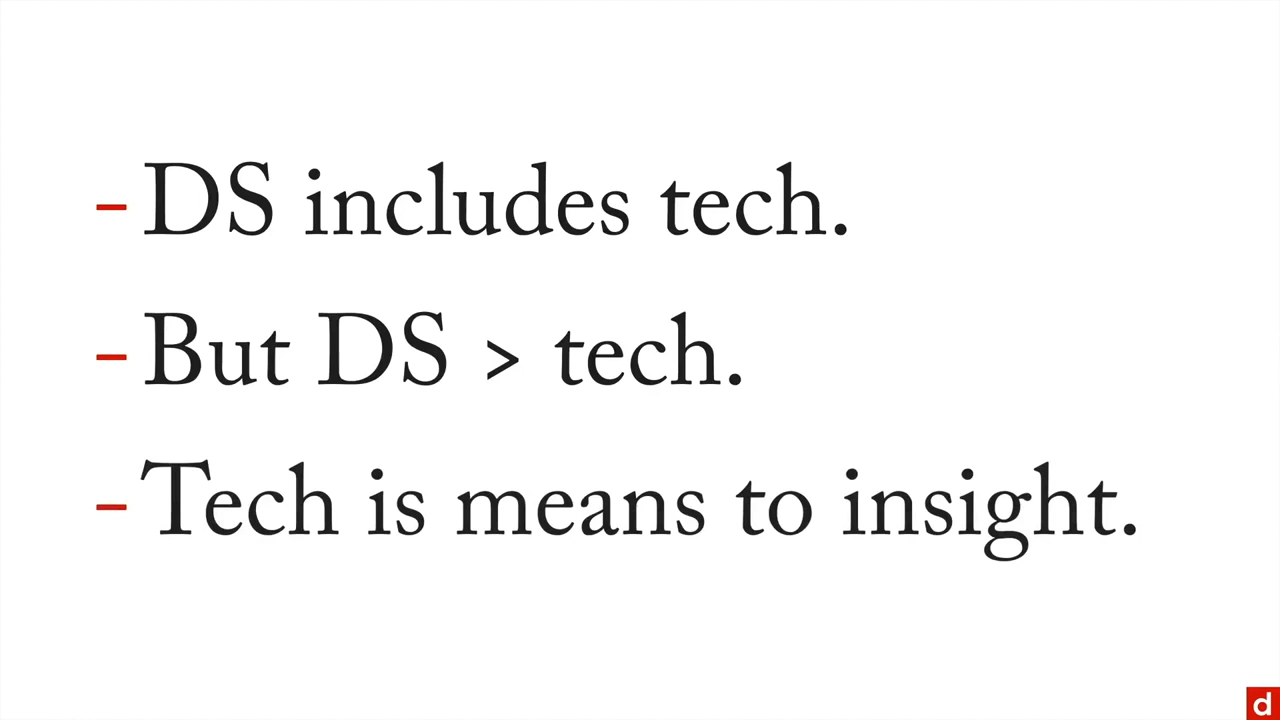 – DS includes tech.
– But DS > tech.
– Tech is means to insight.
d